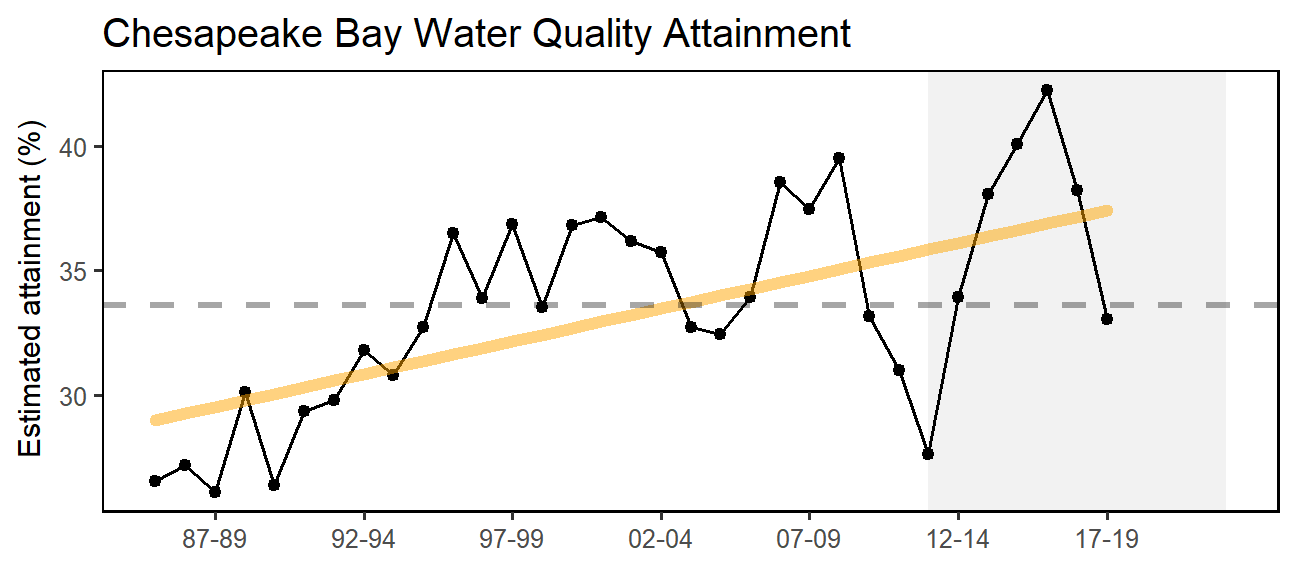 Chesapeake Bay Water Quality Attainment
Estimated attainment (%)
40
35
30
87-89 92-94 97-99 02-04 07-09 12-14 17-19